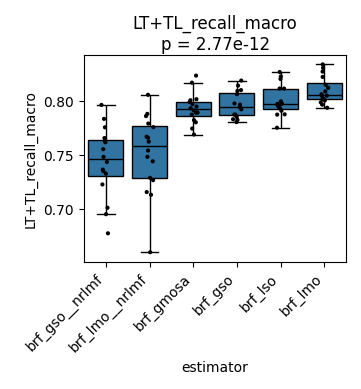 LT+TL_recall_macro
p = 2.77e-12
LT+TL_recall_macro
0.80
0.75
0.70
brf_gso__nrlmf
brf_lmo__nrlmf
brf_gmosa
brf_gso
brf_lso
brf_lmo
estimator